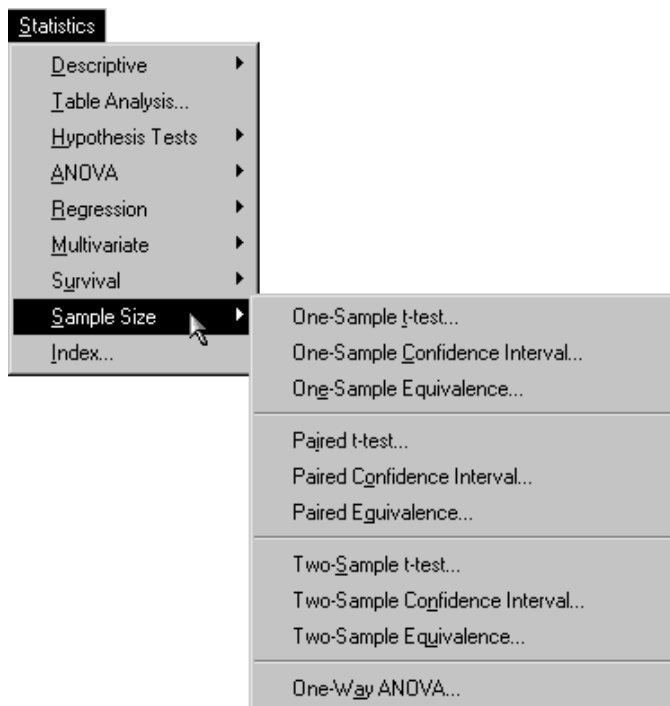 Statistics
Descriptive
Table Analysis...
Hypothesis Tests
ANOVA
Regression
Multivariate
Survival
Sample Size
Index...
One-Sample t-test...
One-Sample Confidence Interval...
One-Sample Equivalence...
Paired t-test...
Paired Confidence Interval...
Paired Equivalence...
Two-Sample t-test...
Two-Sample Confidence Interval...
Two-Sample Equivalence...
One-Way ANOVA...